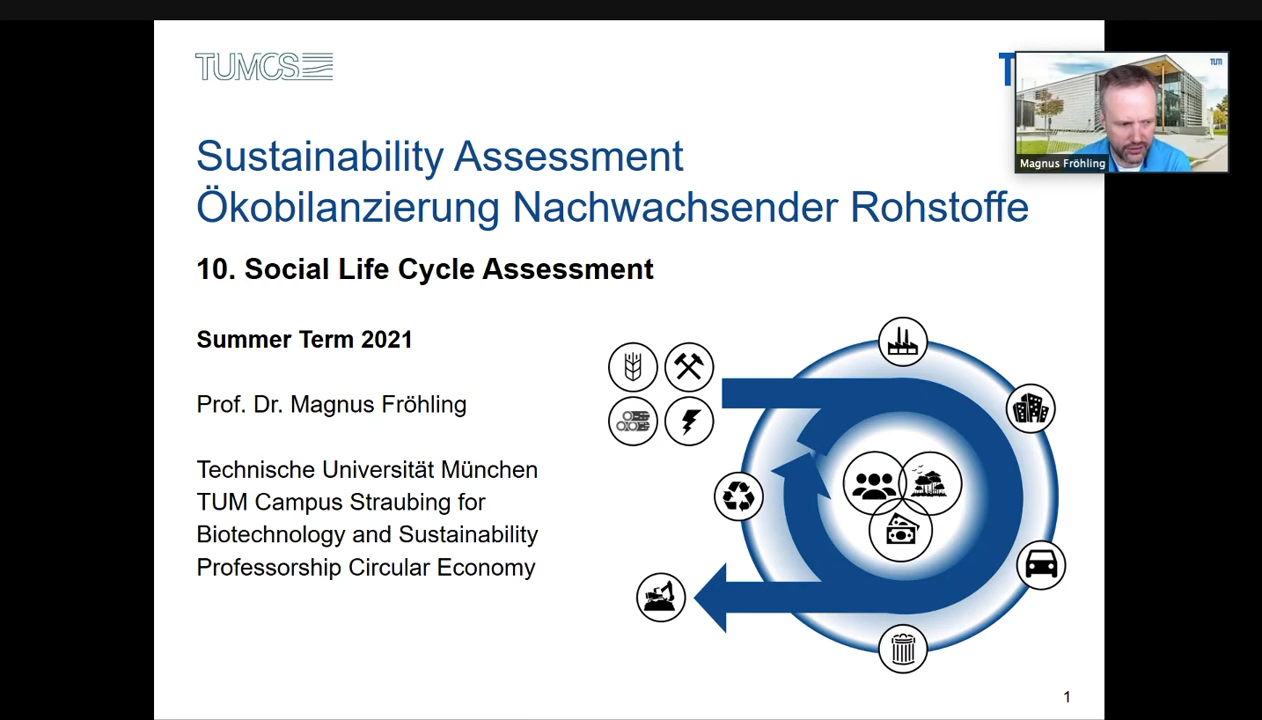 TUMCS
TUM
Magnus Fröhling
Sustainability Assessment
Ökobilanzierung Nachwachsender Rohstoffe
10. Social Life Cycle Assessment
Summer Term 2021
Prof. Dr. Magnus Fröhling
Technische Universität München
TUM Campus Straubing for
Biotechnology and Sustainability
Professorship Circular Economy
1